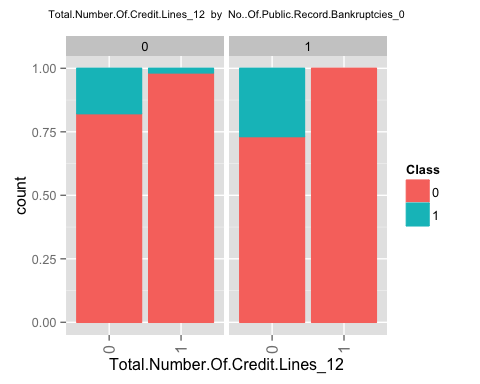 Total.Number.Of.Credit.Lines_12 by No..Of.Public.Record.Bankruptcies_0
0 1
1.00
0.75
0.50
0.25
0.00
count
Class
0
1
0 1 0 1
Total.Number.Of.Credit.Lines_12